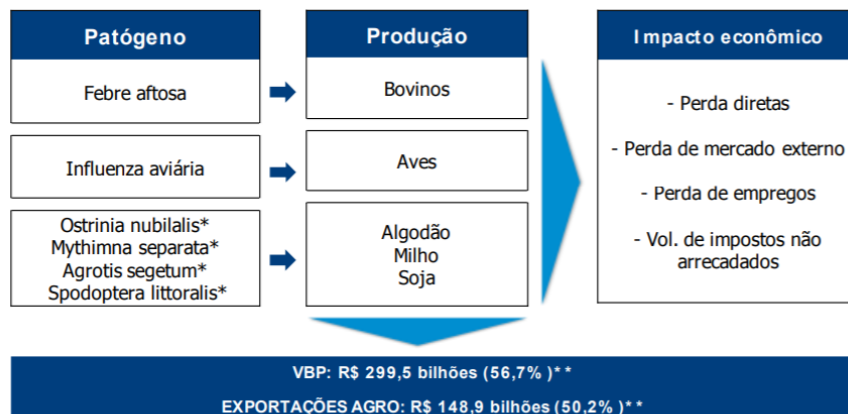 Patógeno
Febre aftosa
Influenza aviária
Ostrinia nubilalis*
Mythimna separata*
Agrotis segetum*
Spodoptera littoralis*
Produção
Bovinos
Aves
Algodão
Milho
Soja
Impacto econômico
- Perda diretas
- Perda de mercado externo
- Perda de empregos
- Vol. de impostos não
arrecadados
VBP: R$ 299,5 bilhões (56,7% )**
EXPORTAÇÕES AGRO: R$ 148,9 bilhões (50,2% )**